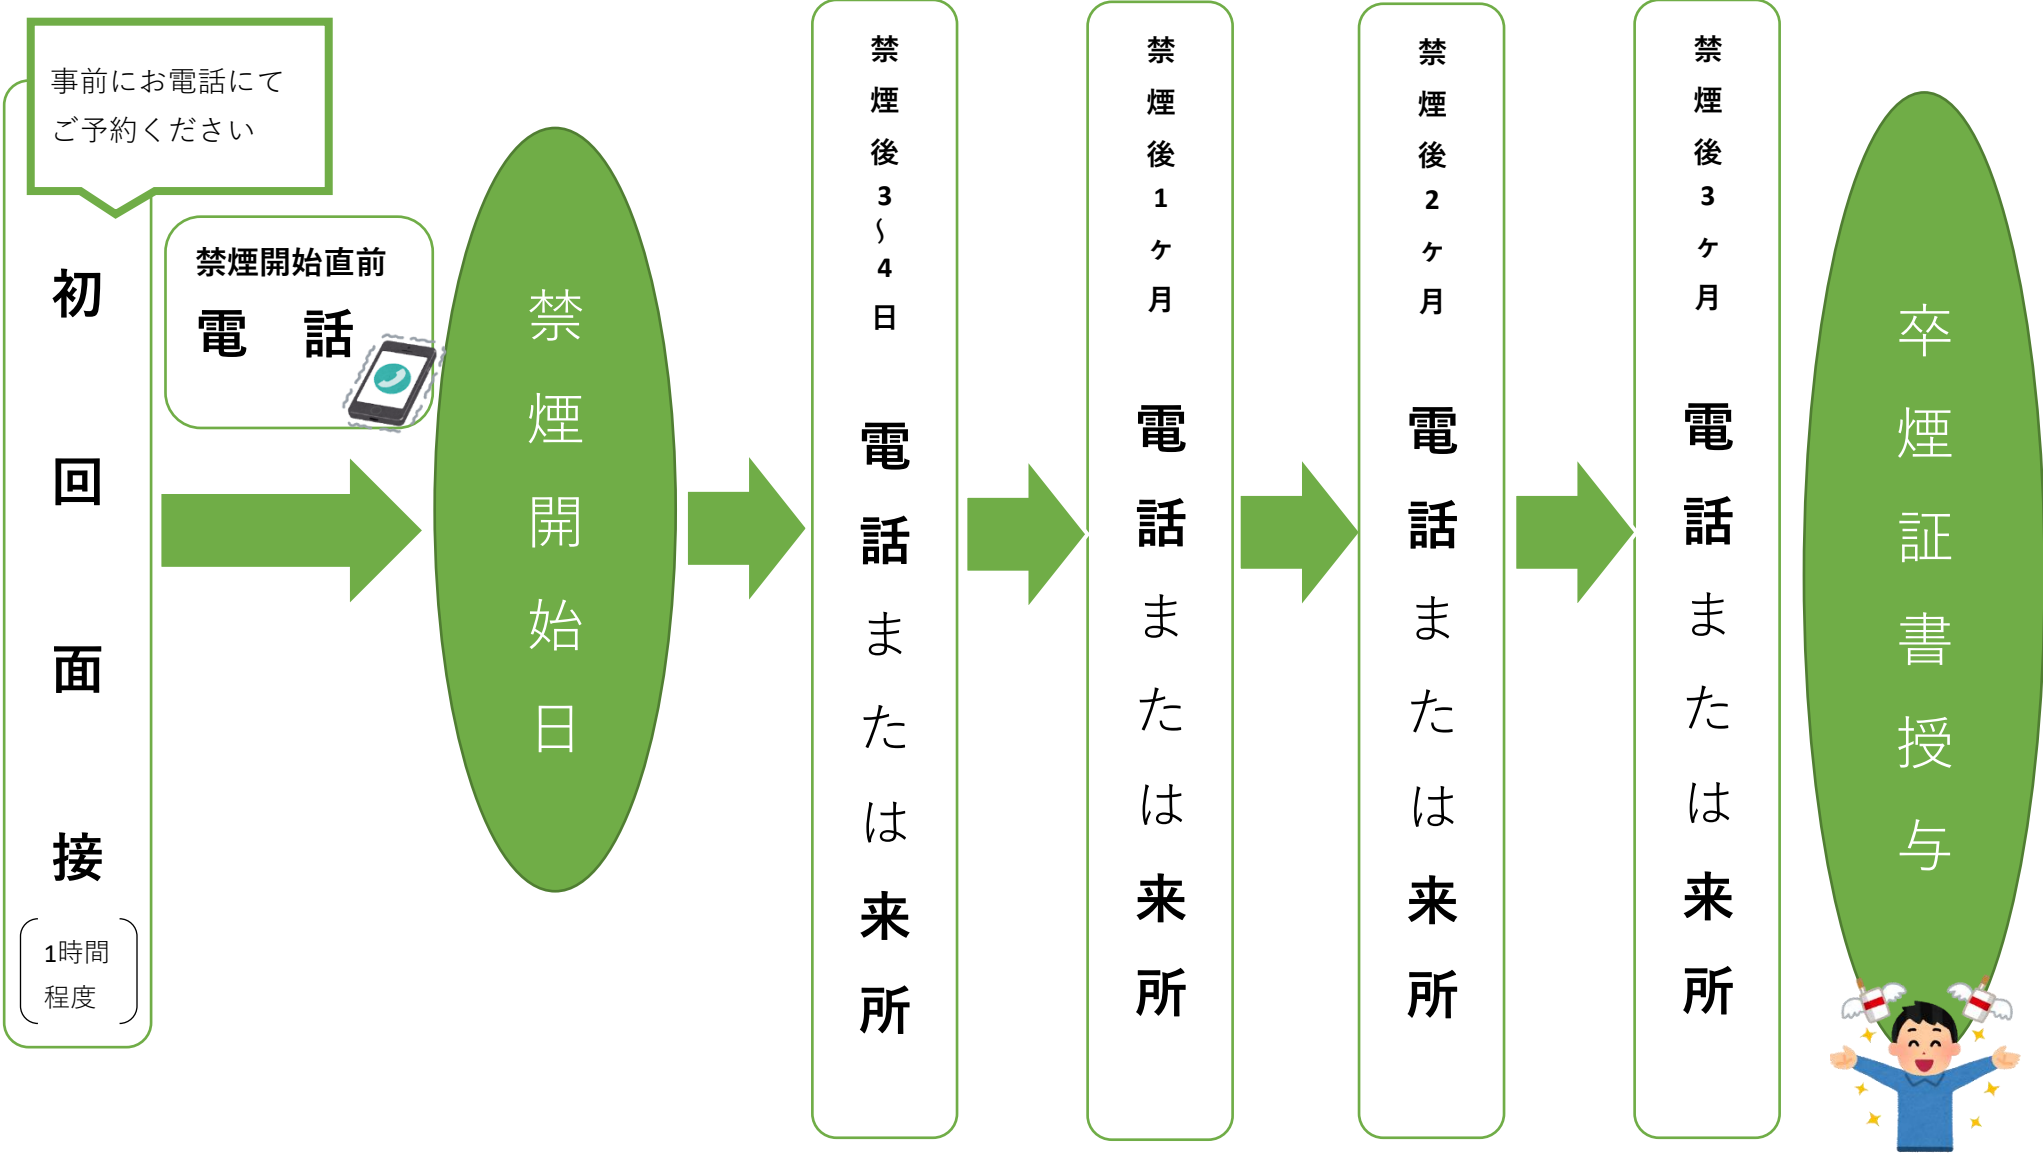 事前にお電話にて
ご予約ください
初回面接
1時間
程度
禁煙開始直前
電　話
禁煙開始日
禁煙後3～4日　電話または来所
禁煙後1ヶ月　電話または来所
禁煙後2ヶ月　電話または来所
禁煙後3ヶ月　電話または来所
卒煙証書授与